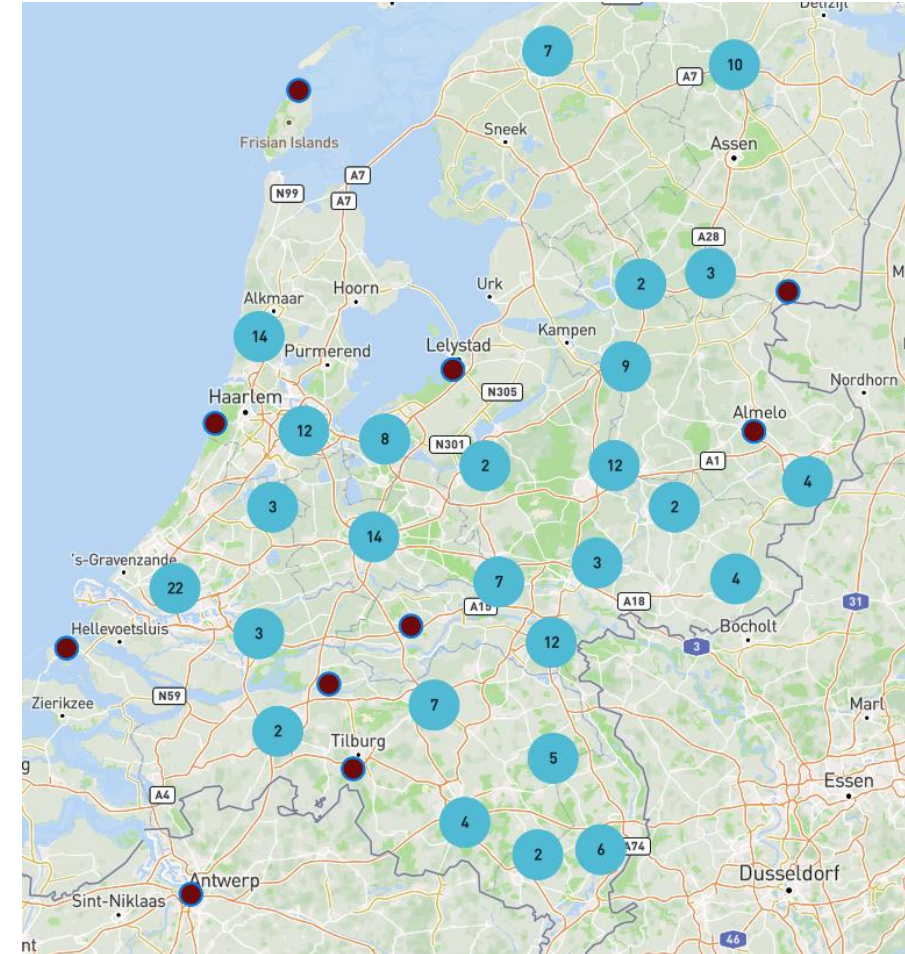 Delfzijl
7
10
A7
Sneek
Frisian Islands
Assen
A7
N99
A7
A28
3
Urk
2
Hoorn
Alkmaar
M
14
Kampen
Lelystad
Purmerend
9
Nordhorn
N305
Haarlem
Almelo
12
8
N301
A1
2
12
4
3
2
14
's-Gravenzande
3
7
4
22
A15
A18
31
Bocholt
Hellevoetsluis
3
12
3
N59
Zierikzee
7
Marl
2
Tilburg
5
g
Essen
A4
4
2
6
A74
Dusseldorf
Antwerp
Sint-Niklaas
46
nt